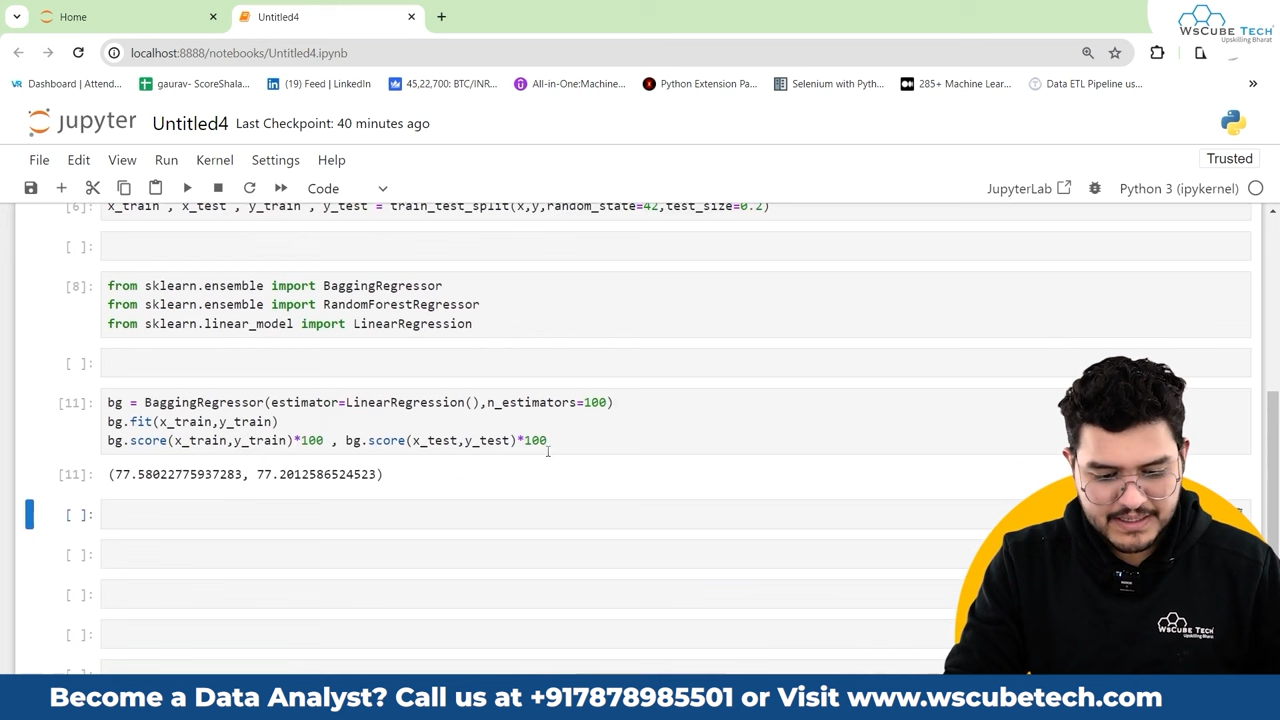 Home
Untitled4
WsCube Tech
Upskilling Bharat
localhost:8888/notebooks/Untitled4.ipynb
Dashboard | Attend...
gaurav- ScoreShala...
(19) Feed | LinkedIn
45,22,700: BTC/INR...
All-in-One:Machine...
Python Extension Pa...
Selenium with Pyth...
285+ Machine Lear...
Data ETL Pipeline us...
jupyter Untitled4 Last Checkpoint: 40 minutes ago
File Edit View Run Kernel Settings Help
Trusted
Code
JupyterLab
Python 3 (ipykernel)
[6]: x_train , x_test , y_train , y_test = train_test_split(x,y,random_state=42,test_size=0.2)
[ ]:
[8]: from sklearn.ensemble import BaggingRegressor
from sklearn.ensemble import RandomForestRegressor
from sklearn.linear_model import LinearRegression
[ ]:
[11]: bg = BaggingRegressor(estimator=LinearRegression(),n_estimators=100)
bg.fit(x_train,y_train)
bg.score(x_train,y_train)*100 , bg.score(x_test,y_test)*100
[11]: (77.58022775937283, 77.2012586524523)
[ ]:
[ ]:
[ ]:
[ ]:
WsCube Tech
Upskilling Bharat
Become a Data Analyst? Call us at +917878985501 or Visit www.wscubetech.com